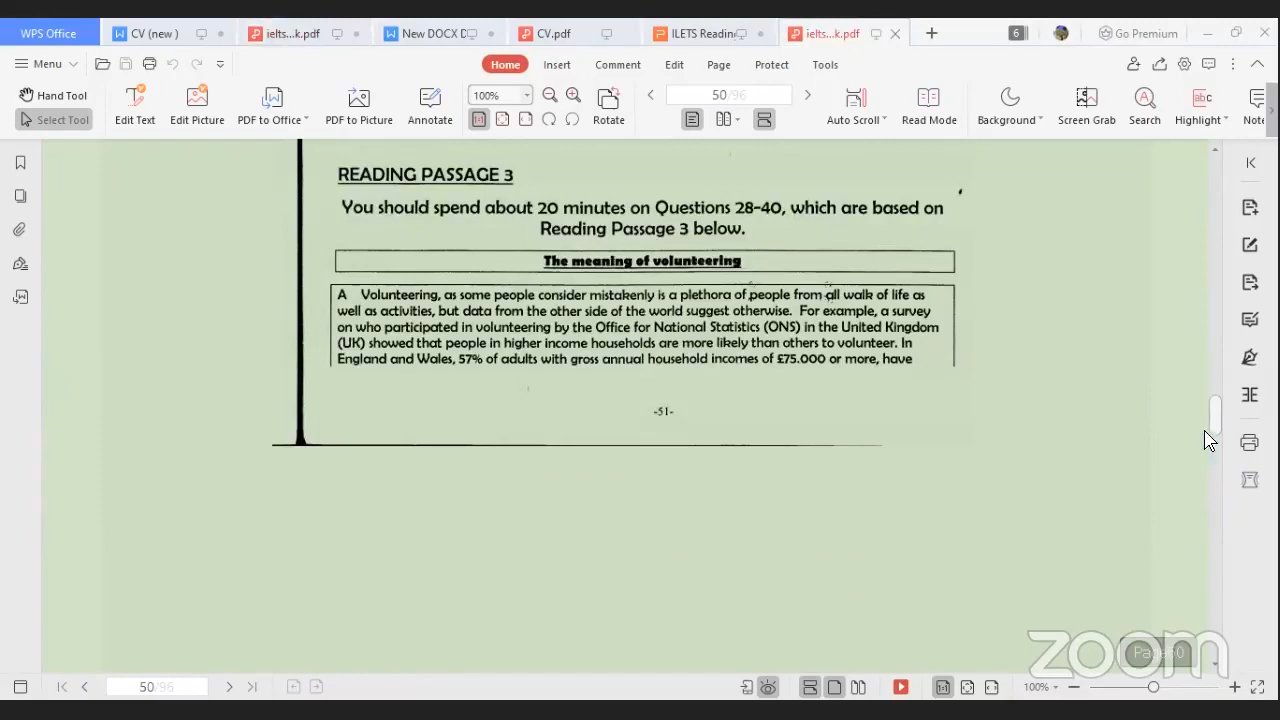 WPS Office
CV (new )
ielts...k.pdf
New DOCX D
CV.pdf
ILETS Reading
ielts...k.pdf
6
Go Premium
Menu
Home
Insert
Comment
Edit
Page
Protect
Tools
Hand Tool
Select Tool
Edit Text
Edit Picture
PDF to Office
PDF to Picture
Annotate
100%
Rotate
50/96
Auto Scroll
Read Mode
Background
Screen Grab
Search
Highlight
Note
READING PASSAGE 3
You should spend about 20 minutes on Questions 28-40, which are based on
Reading Passage 3 below.
The meaning of volunteering
A Volunteering, as some people consider mistakenly is a plethora of people from all walk of life as
well as activities, but data from the other side of the world suggest otherwise. For example, a survey
on who participated in volunteering by the Office for National Statistics (ONS) in the United Kingdom
(UK) showed that people in higher income households are more likely than others to volunteer. In
England and Wales, 57% of adults with gross annual household incomes of £75.000 or more, have
-51-
zoom
Page50
50/96
100%